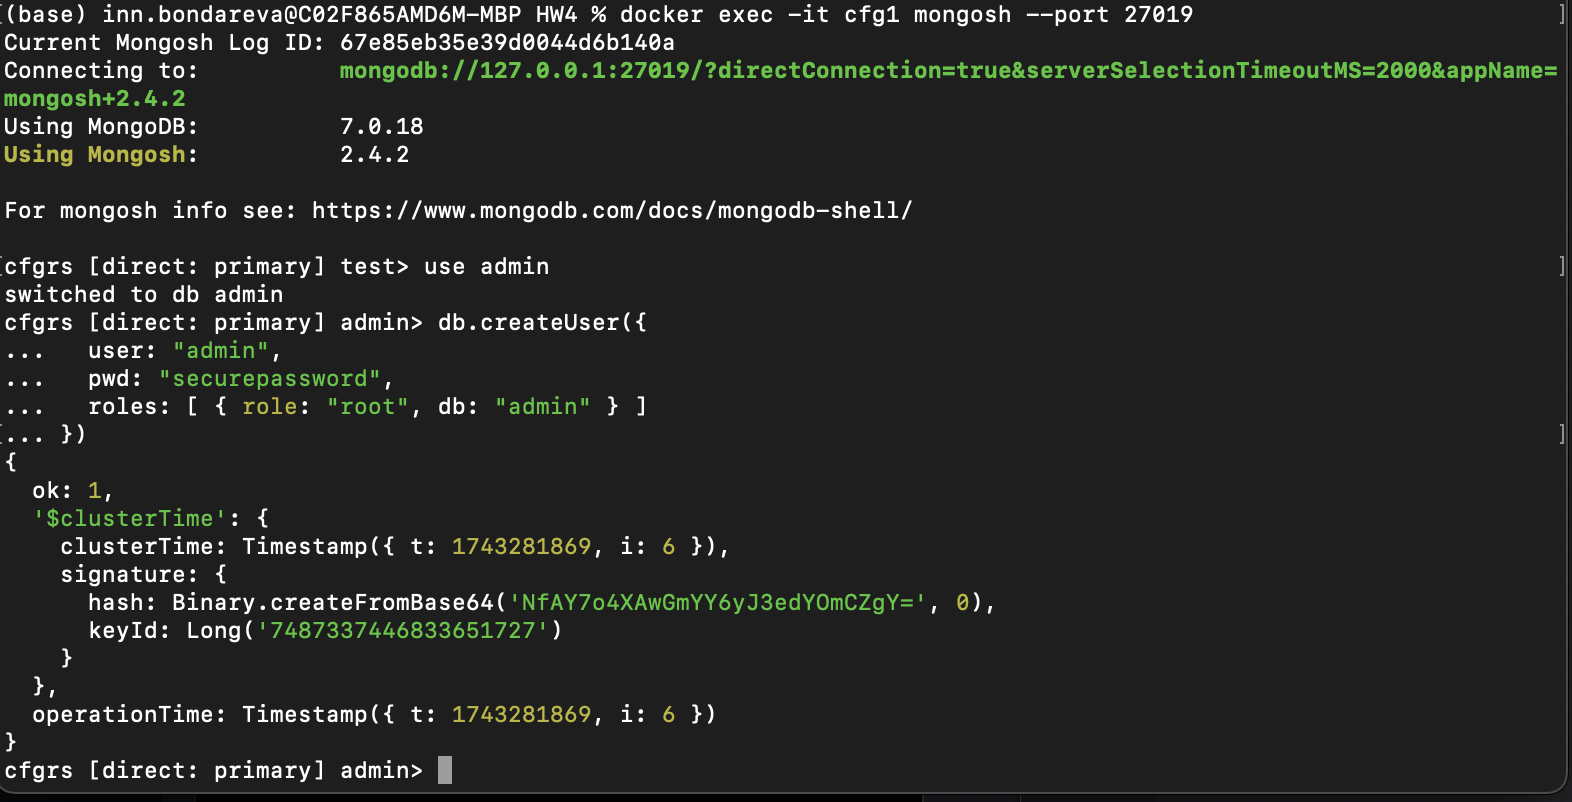 (base) inn.bondareva@C02F865AMD6M-MBP HW4 % docker exec -it cfg1 mongosh --port 27019
Current Mongosh Log ID: 67e85eb35e39d0044d6b140a
Connecting to:          mongodb://127.0.0.1:27019/?directConnection=true&serverSelectionTimeoutMS=2000&appName=
mongosh+2.4.2
Using MongoDB:          7.0.18
Using Mongosh:          2.4.2
For mongosh info see: https://www.mongodb.com/docs/mongodb-shell/
cfgrs [direct: primary] test> use admin
switched to db admin
cfgrs [direct: primary] admin> db.createUser({
...   user: "admin",
...   pwd: "securepassword",
...   roles: [ { role: "root", db: "admin" } ]
... })
{
  ok: 1,
  '$clusterTime': {
    clusterTime: Timestamp({ t: 1743281869, i: 6 }),
    signature: {
      hash: Binary.createFromBase64('NfAY7o4XAwGmYY6yJ3edYOmCZgY=', 0),
      keyId: Long('7487337446833651727')
    }
  },
  operationTime: Timestamp({ t: 1743281869, i: 6 })
}
cfgrs [direct: primary] admin>